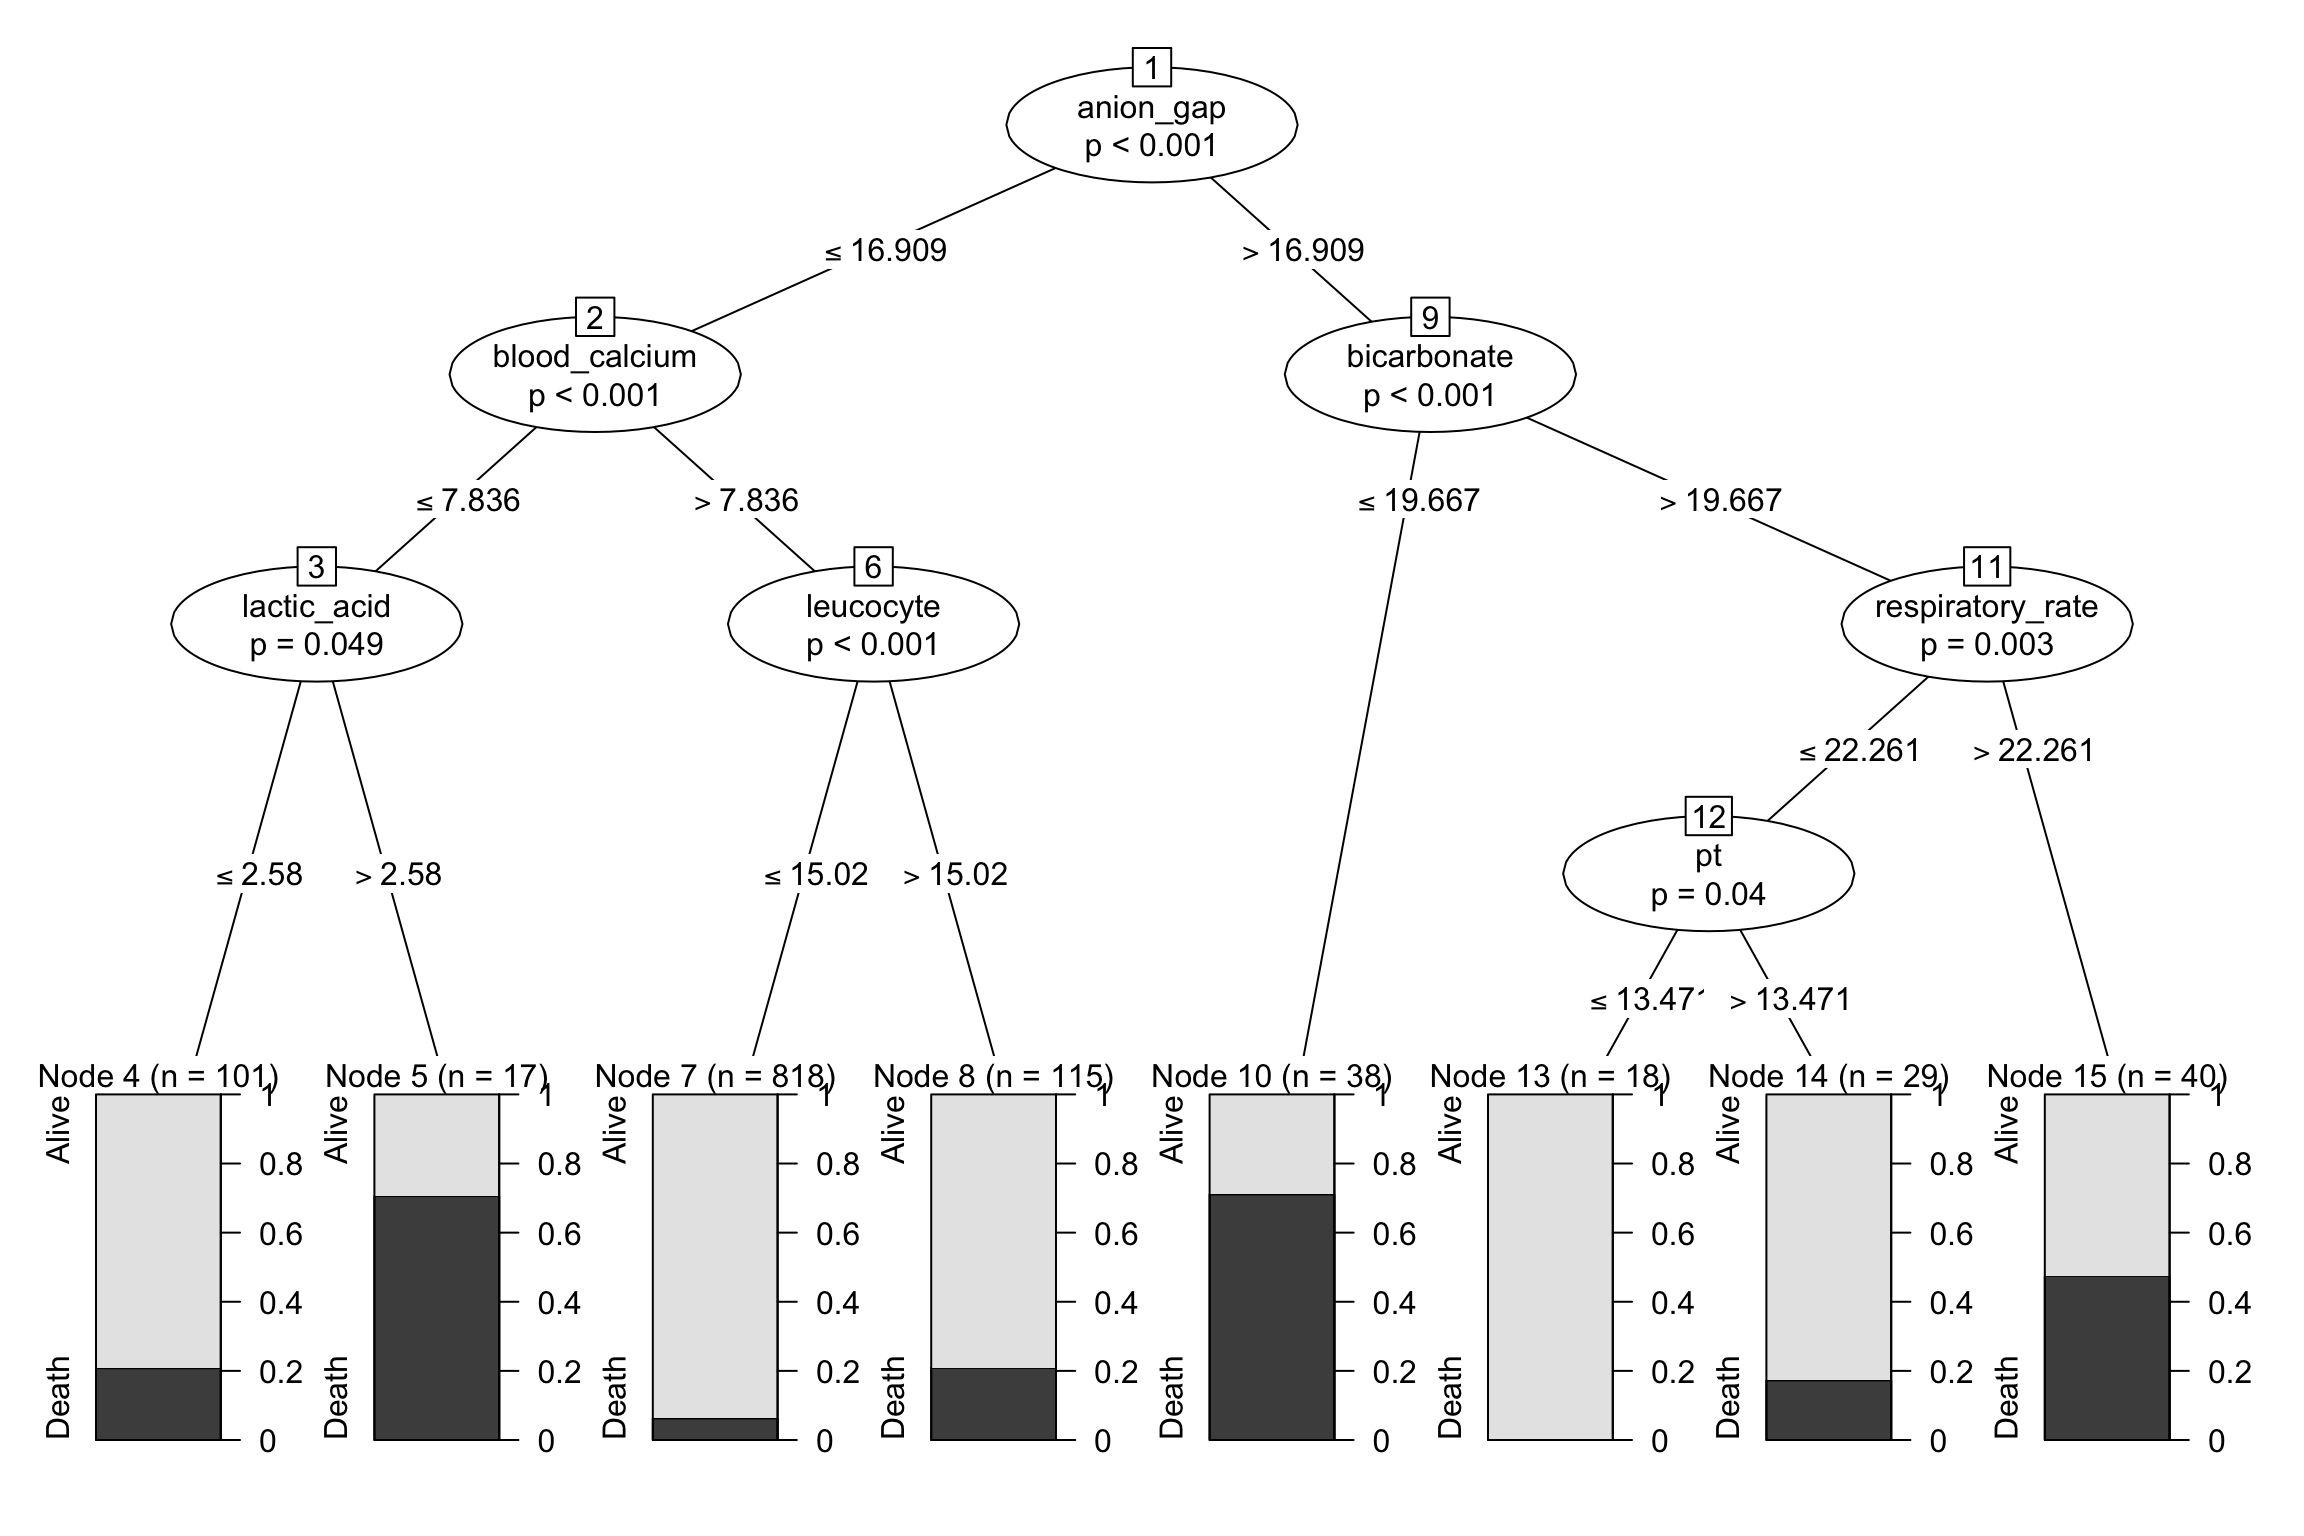 1
anion_gap
p < 0.001
≤ 16.909
> 16.909
2
blood_calcium
p < 0.001
9
bicarbonate
p < 0.001
≤ 7.836
> 7.836
≤ 19.667
> 19.667
3
lactic_acid
p = 0.049
6
leucocyte
p < 0.001
11
respiratory_rate
p = 0.003
≤ 22.261
> 22.261
12
pt
p = 0.04
≤ 2.58
> 2.58
≤ 15.02
> 15.02
≤ 13.471
> 13.471
Node 4 (n = 101)
Alive
Death
1
0.8
0.6
0.4
0.2
0
Node 5 (n = 17)
Alive
Death
1
0.8
0.6
0.4
0.2
0
Node 7 (n = 818)
Alive
Death
1
0.8
0.6
0.4
0.2
0
Node 8 (n = 115)
Alive
Death
1
0.8
0.6
0.4
0.2
0
Node 10 (n = 38)
Alive
Death
1
0.8
0.6
0.4
0.2
0
Node 13 (n = 18)
Alive
Death
1
0.8
0.6
0.4
0.2
0
Node 14 (n = 29)
Alive
Death
1
0.8
0.6
0.4
0.2
0
Node 15 (n = 40)
Alive
Death
1
0.8
0.6
0.4
0.2
0